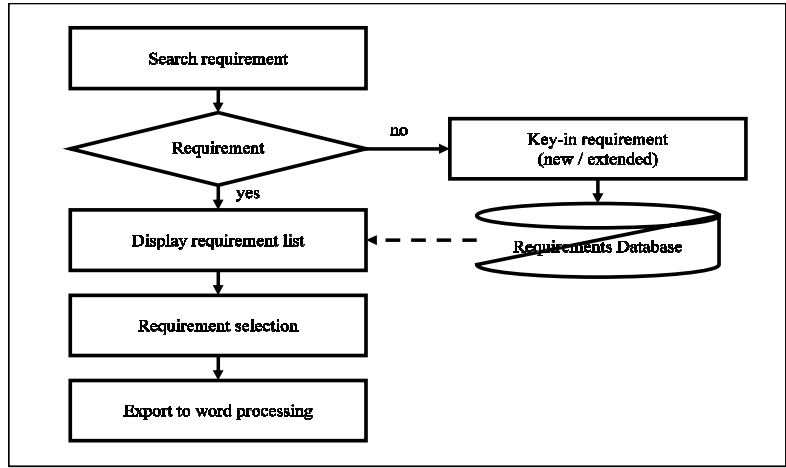 Search requirement
Requirement
no
Key-in requirement
(new / extended)
yes
Display requirement list
Requirements Database
Requirement selection
Export to word processing